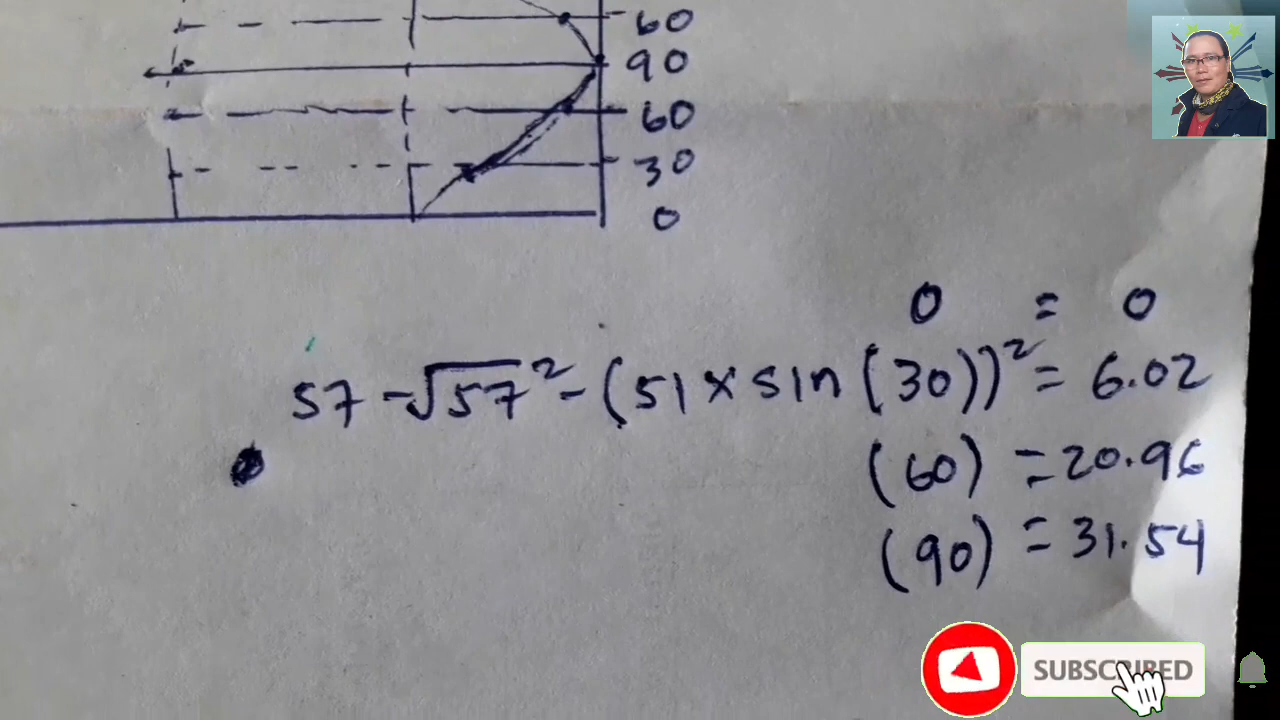 60
90
60
30
0
0 = 0
57 - √57² - (51 × sin (30))² = 6.02
(60) = 20.96
(90) = 31.54
SUBSCRIBED